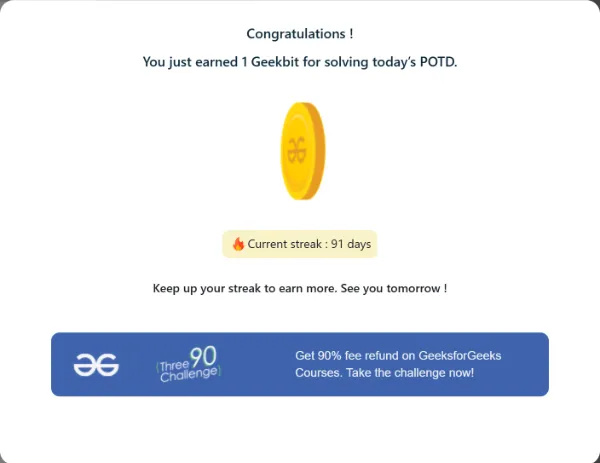 Congratulations !
You just earned 1 Geekbit for solving today's POTD.
🔥 Current streak : 91 days
Keep up your streak to earn more. See you tomorrow !
{Three 90
Challenge}
Get 90% fee refund on GeeksforGeeks
Courses. Take the challenge now!